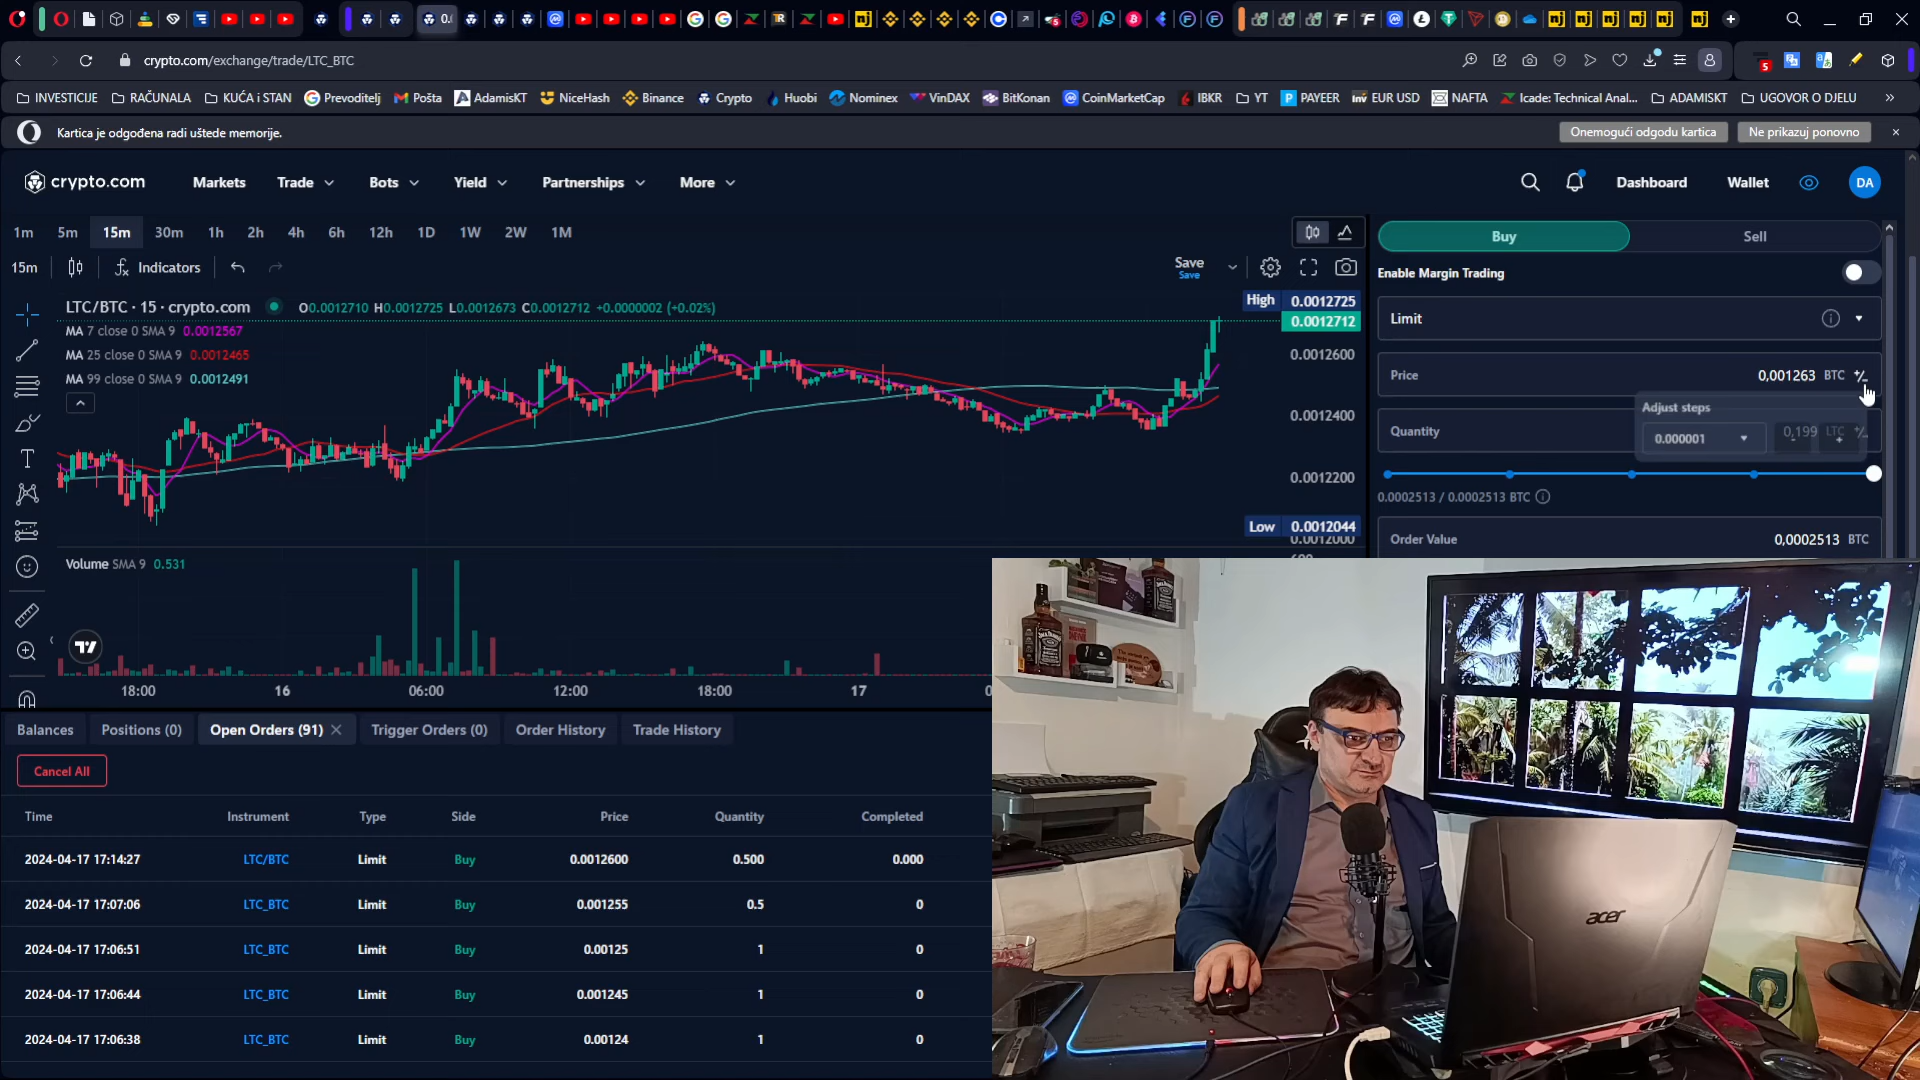 0.0
crypto.com/exchange/trade/LTC_BTC
5
INVESTICIJE RAČUNALA KUĆA i STAN Prevoditelj Pošta AdamisKT NiceHash Binance Crypto Huobi Nominex VinDAX BitKonan CoinMarketCap IBKR YT PAYEER EUR USD NAFTA Icade: Technical Anal... ADAMISKT UGOVOR O DJELU
Kartica je odgođena radi uštede memorije.
Onemogući odgodu kartica
Ne prikazuj ponovno
crypto.com
Markets Trade Bots Yield Partnerships More
Dashboard Wallet DA
1m 5m 15m 30m 1h 2h 4h 6h 12h 1D 1W 2W 1M
15m Indicators
Save
Save
LTC/BTC · 15 · crypto.com O0.0012710 H0.0012725 L0.0012673 C0.0012712 +0.0000002 (+0.02%)
MA 7 close 0 SMA 9 0.0012567
MA 25 close 0 SMA 9 0.0012465
MA 99 close 0 SMA 9 0.0012491
High 0.0012725
0.0012712
0.0012600
0.0012400
0.0012200
Low 0.0012044
0.0012000
Volume SMA 9 0.531
18:00 16 06:00 12:00 18:00 17
Buy Sell
Enable Margin Trading
Limit
Price 0,001263 BTC
Adjust steps
0.000001
Quantity 0,199 LTC
0.0002513 / 0.0002513 BTC
Order Value 0,0002513 BTC
Balances Positions (0) Open Orders (91) Trigger Orders (0) Order History Trade History
Cancel All
Time Instrument Type Side Price Quantity Completed
2024-04-17 17:14:27 LTC/BTC Limit Buy 0.0012600 0.500 0.000
2024-04-17 17:07:06 LTC_BTC Limit Buy 0.001255 0.5 0
2024-04-17 17:06:51 LTC_BTC Limit Buy 0.00125 1 0
2024-04-17 17:06:44 LTC_BTC Limit Buy 0.001245 1 0
2024-04-17 17:06:38 LTC_BTC Limit Buy 0.00124 1 0
acer